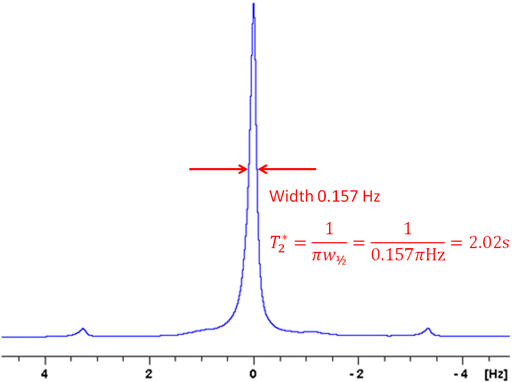 Width 0.157 Hz
T₂* = 1/(πw½) = 1/(0.157πHz) = 2.02s
4 2 0 -2 -4 [Hz]